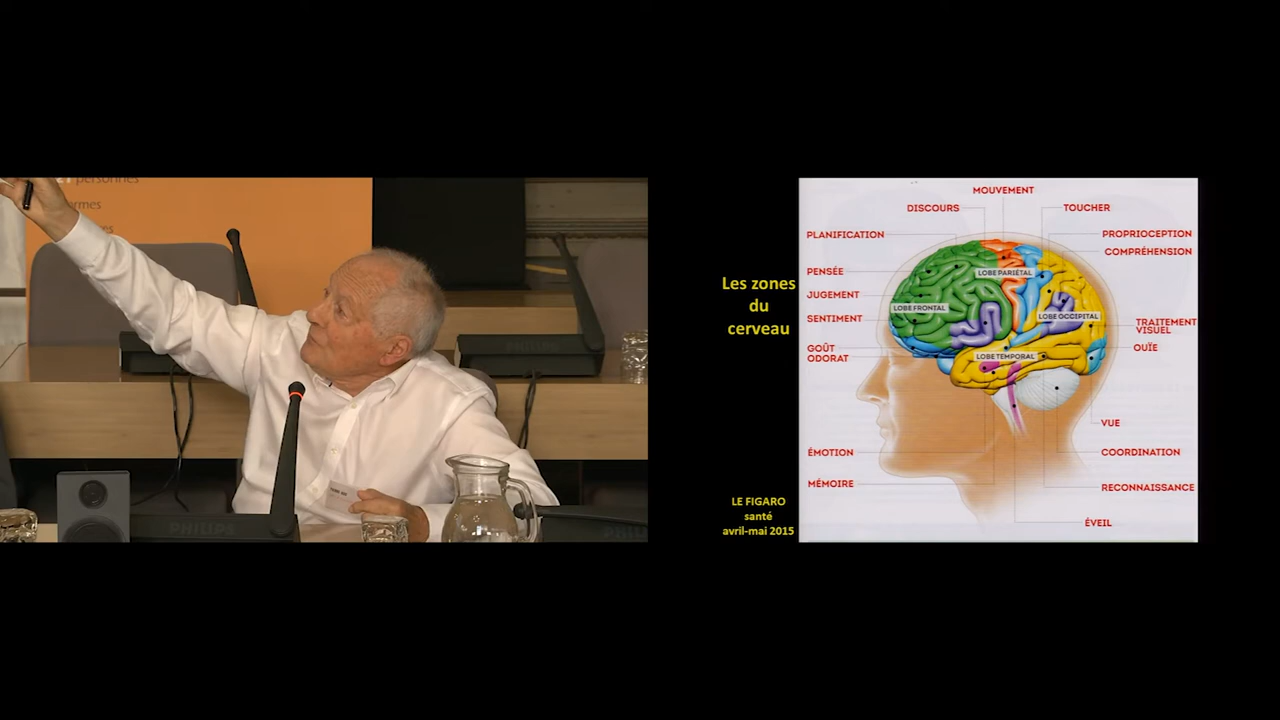 personnes
PHILIPS
PHILIPS
PHILIPS
Les zones
du
cerveau
LE FIGARO
santé
avril-mai 2015
MOUVEMENT
DISCOURS
TOUCHER
PLANIFICATION
PROPRIOCEPTION
COMPRÉHENSION
PENSÉE
LOBE PARIÉTAL
JUGEMENT
LOBE FRONTAL
SENTIMENT
LOBE OCCIPITAL
TRAITEMENT
VISUEL
GOÛT
ODORAT
OUÏE
LOBE TEMPORAL
VUE
ÉMOTION
COORDINATION
MÉMOIRE
RECONNAISSANCE
ÉVEIL